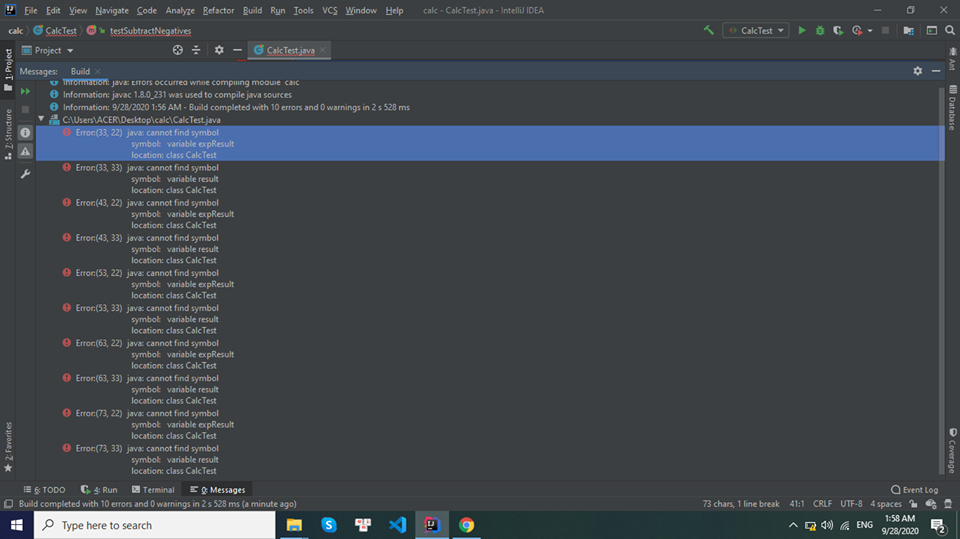 File Edit View Navigate Code Analyze Refactor Build Run Tools VCS Window Help calc - CalcTest.java - IntelliJ IDEA
calc CalcTest m testSubtractNegatives CalcTest
Project CalcTest.java
Messages: Build
Information: java: Errors occurred while compiling module 'calc'
Information: javac 1.8.0_231 was used to compile java sources
Information: 9/28/2020 1:56 AM - Build completed with 10 errors and 0 warnings in 2 s 528 ms
C:\Users\ACER\Desktop\calc\CalcTest.java
Error:(33, 22) java: cannot find symbol
symbol: variable expResult
location: class CalcTest
Error:(33, 33) java: cannot find symbol
symbol: variable result
location: class CalcTest
Error:(43, 22) java: cannot find symbol
symbol: variable expResult
location: class CalcTest
Error:(43, 33) java: cannot find symbol
symbol: variable result
location: class CalcTest
Error:(53, 22) java: cannot find symbol
symbol: variable expResult
location: class CalcTest
Error:(53, 33) java: cannot find symbol
symbol: variable result
location: class CalcTest
Error:(63, 22) java: cannot find symbol
symbol: variable expResult
location: class CalcTest
Error:(63, 33) java: cannot find symbol
symbol: variable result
location: class CalcTest
Error:(73, 22) java: cannot find symbol
symbol: variable expResult
location: class CalcTest
Error:(73, 33) java: cannot find symbol
symbol: variable result
location: class CalcTest
1: Project
7: Structure
2: Favorites
Ant
Database
Coverage
6: TODO 4: Run Terminal 0: Messages Event Log
Build completed with 10 errors and 0 warnings in 2 s 528 ms (a minute ago) 73 chars, 1 line break 41:1 CRLF UTF-8 4 spaces
Type here to search ENG 1:58 AM
9/28/2020
2